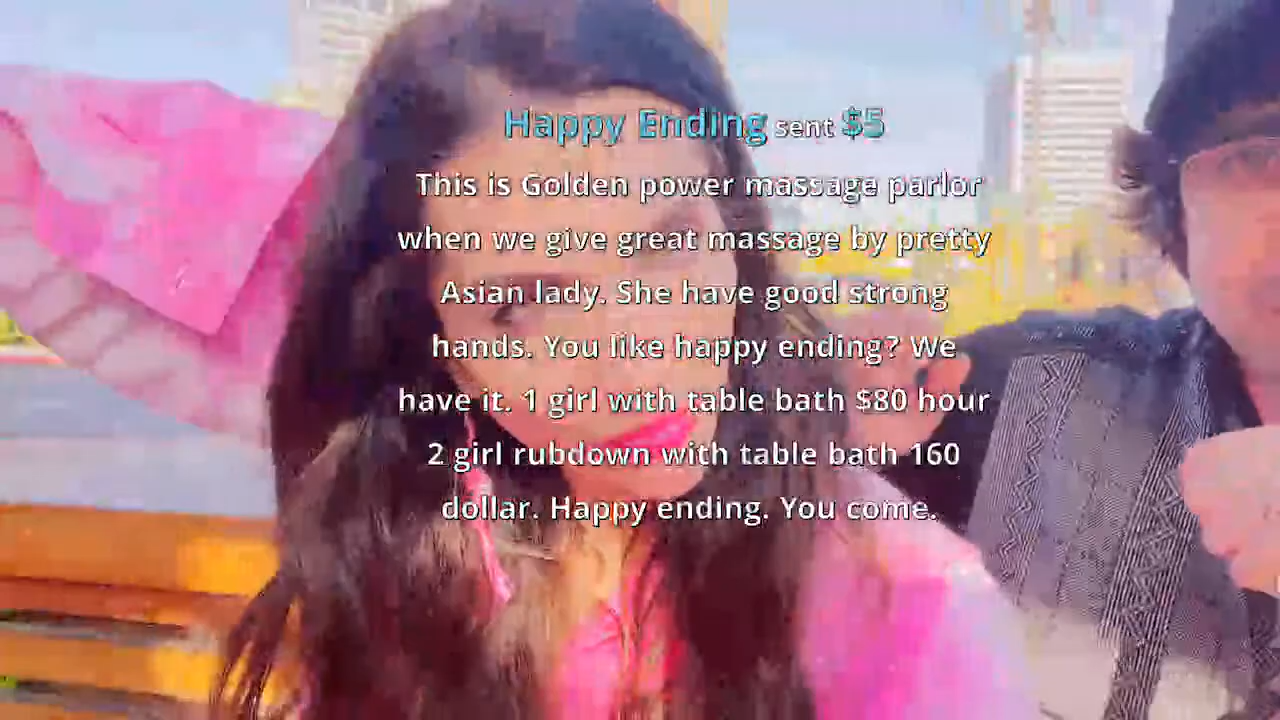 Happy Ending sent $5
This is Golden power massage parlor
when we give great massage by pretty
Asian lady. She have good strong
hands. You like happy ending? We
have it. 1 girl with table bath $80 hour
2 girl rubdown with table bath 160
dollar. Happy ending. You come.